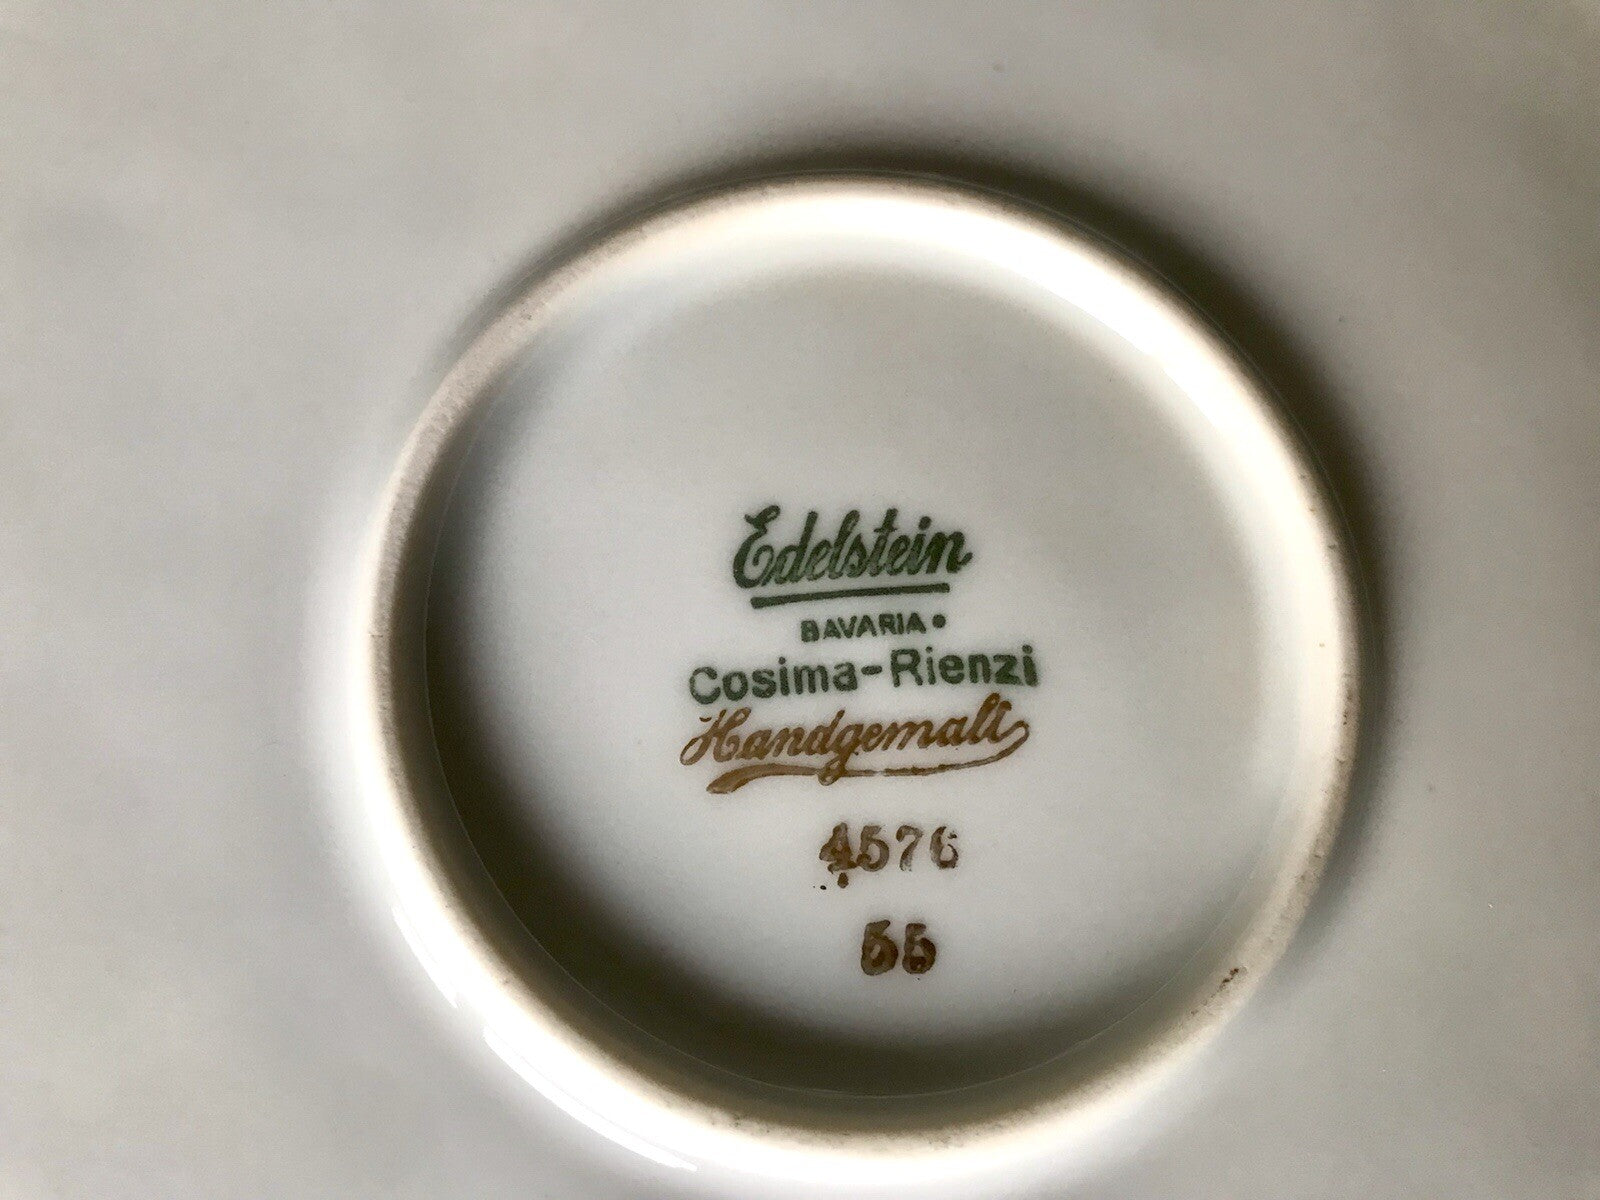 Edelstein
BAVARIA •
Cosima-Rienzi
Handgemalt
4576
55